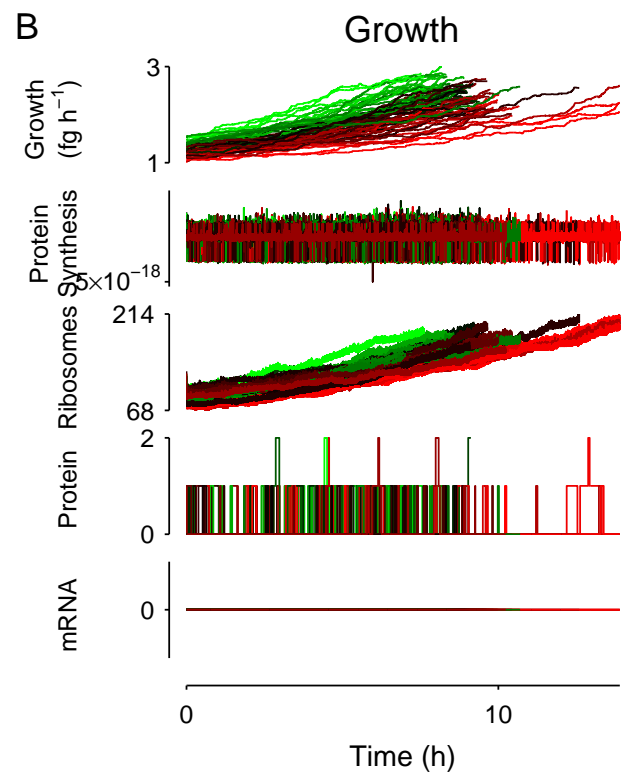 B
Growth
Growth
(fg h⁻¹)
3
1
Protein
Synthesis
5×10⁻¹⁸
Ribosomes
214
68
Protein
2
0
mRNA
0
0
10
Time (h)